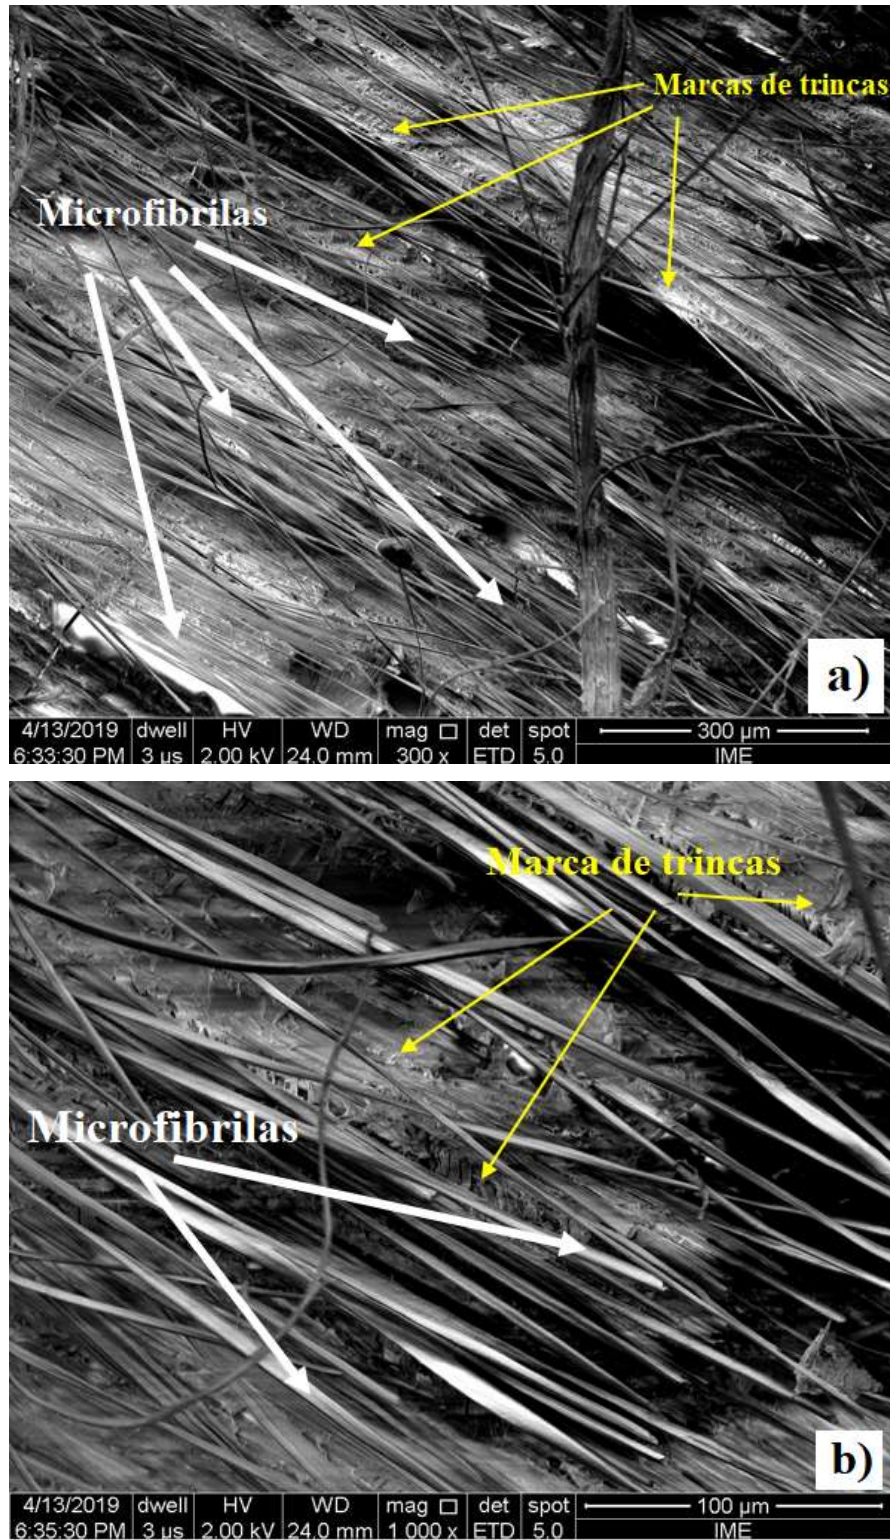 Marcas de trincas
Microfibrilas
a)
4/13/2019 dwell HV WD mag □ det spot 300 µm
6:33:30 PM 3 µs 2.00 kV 24.0 mm 300 x ETD 5.0 IME
Marca de trincas
Microfibrilas
b)
4/13/2019 dwell HV WD mag □ det spot 100 µm
6:35:30 PM 3 µs 2.00 kV 24.0 mm 1 000 x ETD 5.0 IME